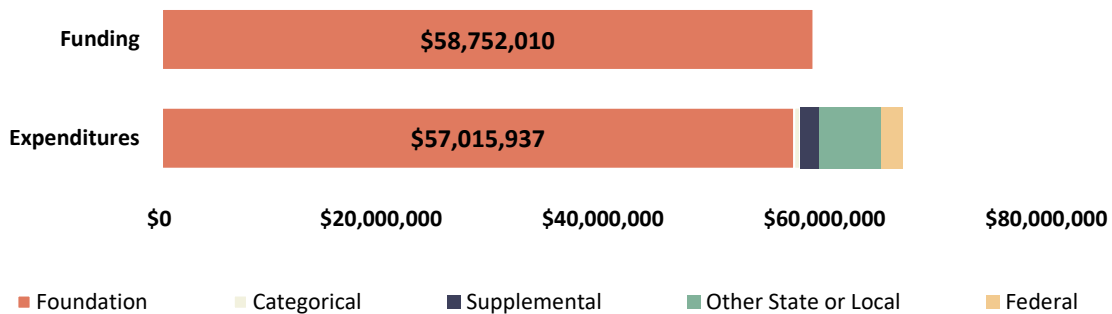 Funding
$58,752,010
Expenditures
$57,015,937
$0 $20,000,000 $40,000,000 $60,000,000 $80,000,000
Foundation Categorical Supplemental Other State or Local Federal